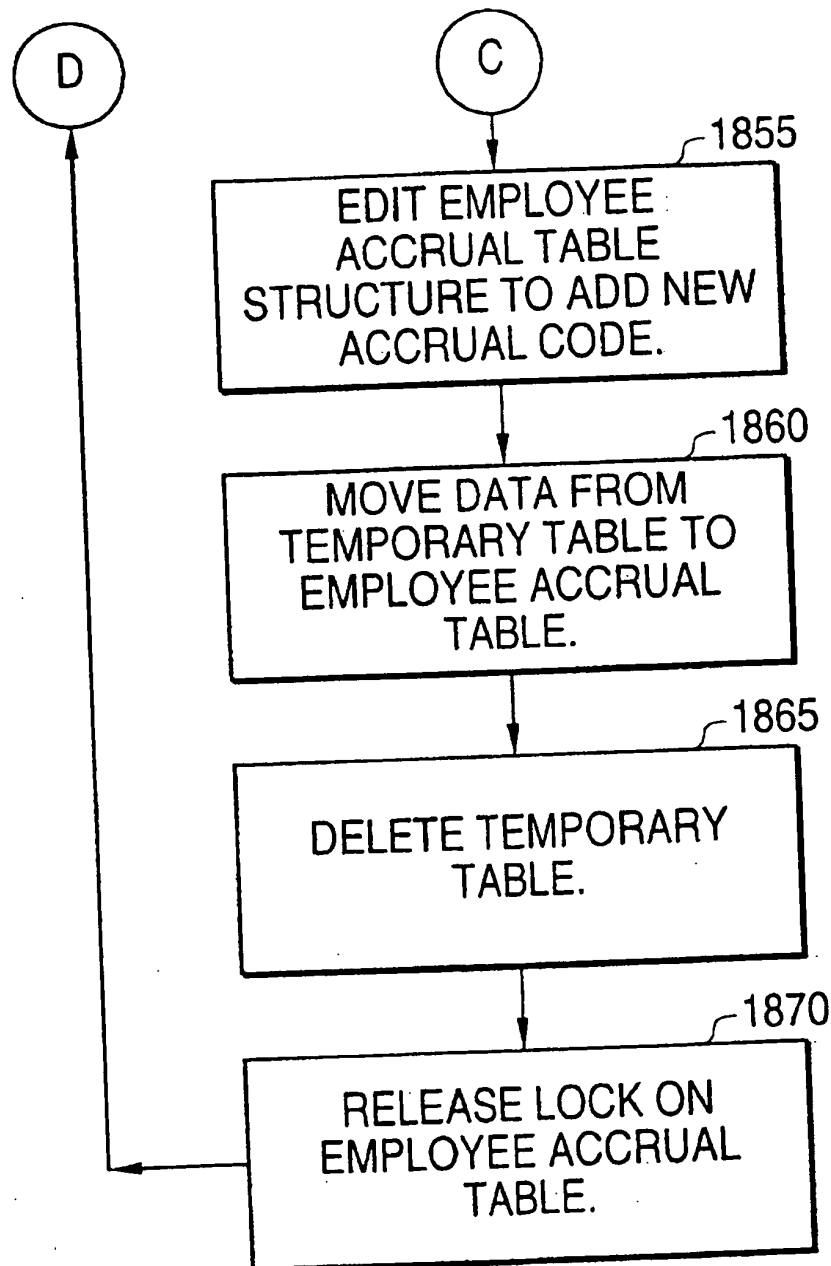 D
C
1855
EDIT EMPLOYEE
ACCRUAL TABLE
STRUCTURE TO ADD NEW
ACCRUAL CODE.
1860
MOVE DATA FROM
TEMPORARY TABLE TO
EMPLOYEE ACCRUAL
TABLE.
1865
DELETE TEMPORARY
TABLE.
1870
RELEASE LOCK ON
EMPLOYEE ACCRUAL
TABLE.